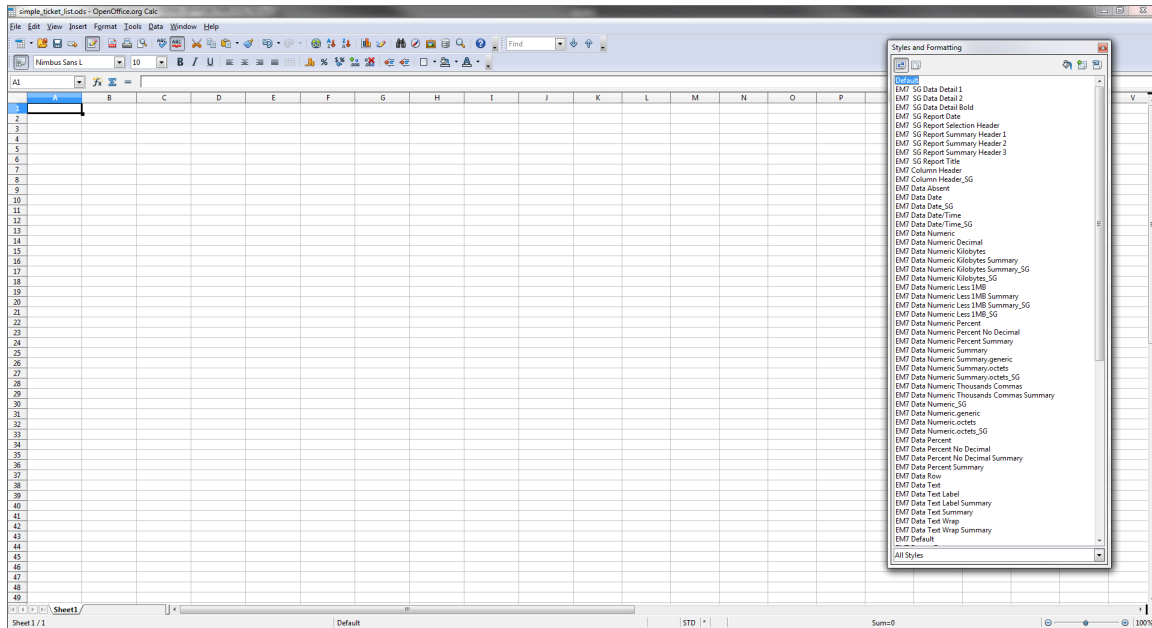 simple_ticket_list.ods - OpenOffice.org Calc
File Edit View Insert Format Tools Data Window Help
Find
Nimbus Sans L 10
A1
A B C D E F G H I J K L M N O P V
1
2
3
4
5
6
7
8
9
10
11
12
13
14
15
16
17
18
19
20
21
22
23
24
25
26
27
28
29
30
31
32
33
34
35
36
37
38
39
40
41
42
43
44
45
46
47
48
49
Styles and Formatting
Default
EM7 SG Data Detail 1
EM7 SG Data Detail 2
EM7 SG Data Detail Bold
EM7 SG Report Date
EM7 SG Report Selection Header
EM7 SG Report Summary Header 1
EM7 SG Report Summary Header 2
EM7 SG Report Summary Header 3
EM7 SG Report Title
EM7 Column Header
EM7 Column Header_SG
EM7 Data Absent
EM7 Data Date
EM7 Data Date_SG
EM7 Data Date/Time
EM7 Data Date/Time_SG
EM7 Data Numeric
EM7 Data Numeric Decimal
EM7 Data Numeric Kilobytes
EM7 Data Numeric Kilobytes Summary
EM7 Data Numeric Kilobytes Summary_SG
EM7 Data Numeric Kilobytes_SG
EM7 Data Numeric Less 1MB
EM7 Data Numeric Less 1MB Summary
EM7 Data Numeric Less 1MB Summary_SG
EM7 Data Numeric Less 1MB_SG
EM7 Data Numeric Percent
EM7 Data Numeric Percent No Decimal
EM7 Data Numeric Percent Summary
EM7 Data Numeric Summary
EM7 Data Numeric Summary.generic
EM7 Data Numeric Summary.octets
EM7 Data Numeric Summary.octets_SG
EM7 Data Numeric Thousands Commas
EM7 Data Numeric Thousands Commas Summary
EM7 Data Numeric_SG
EM7 Data Numeric.generic
EM7 Data Numeric.octets
EM7 Data Numeric.octets_SG
EM7 Data Percent
EM7 Data Percent No Decimal
EM7 Data Percent No Decimal Summary
EM7 Data Percent Summary
EM7 Data Row
EM7 Data Text
EM7 Data Text Label
EM7 Data Text Label Summary
EM7 Data Text Summary
EM7 Data Text Wrap
EM7 Data Text Wrap Summary
EM7 Default
All Styles
Sheet1
Sheet 1 / 1 Default STD * Sum=0 100%